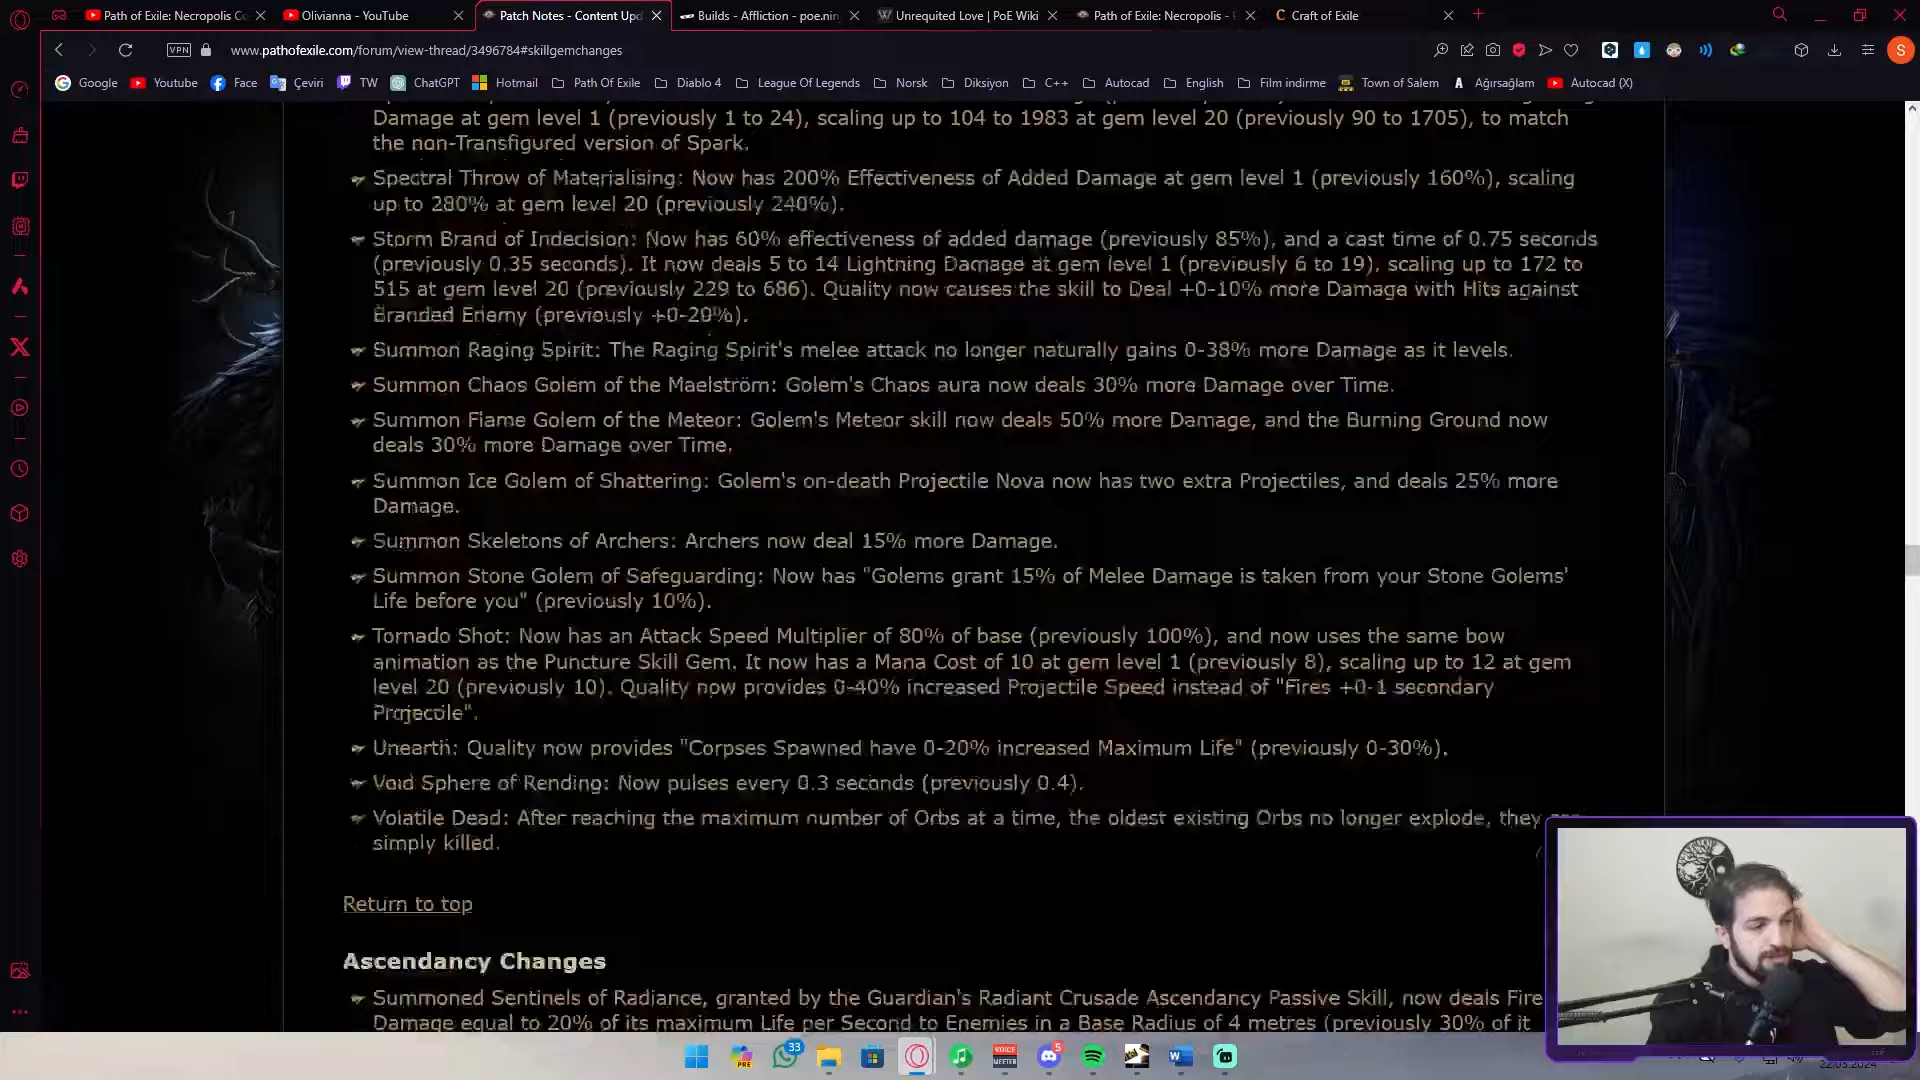 Path of Exile: Necropolis Co
Olivianna - YouTube
Patch Notes - Content Upd
Builds - Affliction - poe.nin
Unrequited Love | PoE Wiki
Path of Exile: Necropolis -
Craft of Exile
VPN
www.pathofexile.com/forum/view-thread/3496784#skillgemchanges
S
Google
Youtube
Face
Çeviri
TW
ChatGPT
Hotmail
Path Of Exile
Diablo 4
League Of Legends
Norsk
Diksiyon
C++
Autocad
English
Film indirme
Town of Salem
Ağırsağlam
Autocad (X)
Damage at gem level 1 (previously 1 to 24), scaling up to 104 to 1983 at gem level 20 (previously 90 to 1705), to match
the non-Transfigured version of Spark.
Spectral Throw of Materialising: Now has 200% Effectiveness of Added Damage at gem level 1 (previously 160%), scaling
up to 280% at gem level 20 (previously 240%).
Storm Brand of Indecision: Now has 60% effectiveness of added damage (previously 85%), and a cast time of 0.75 seconds
(previously 0.35 seconds). It now deals 5 to 14 Lightning Damage at gem level 1 (previously 6 to 19), scaling up to 172 to
515 at gem level 20 (previously 229 to 686). Quality now causes the skill to Deal +0-10% more Damage with Hits against
Branded Enemy (previously +0-20%).
Summon Raging Spirit: The Raging Spirit's melee attack no longer naturally gains 0-38% more Damage as it levels.
Summon Chaos Golem of the Maelström: Golem's Chaos aura now deals 30% more Damage over Time.
Summon Flame Golem of the Meteor: Golem's Meteor skill now deals 50% more Damage, and the Burning Ground now
deals 30% more Damage over Time.
Summon Ice Golem of Shattering: Golem's on-death Projectile Nova now has two extra Projectiles, and deals 25% more
Damage.
Summon Skeletons of Archers: Archers now deal 15% more Damage.
Summon Stone Golem of Safeguarding: Now has "Golems grant 15% of Melee Damage is taken from your Stone Golems'
Life before you" (previously 10%).
Tornado Shot: Now has an Attack Speed Multiplier of 80% of base (previously 100%), and now uses the same bow
animation as the Puncture Skill Gem. It now has a Mana Cost of 10 at gem level 1 (previously 8), scaling up to 12 at gem
level 20 (previously 10). Quality now provides 0-40% increased Projectile Speed instead of "Fires +0-1 secondary
Projectile".
Unearth: Quality now provides "Corpses Spawned have 0-20% increased Maximum Life" (previously 0-30%).
Void Sphere of Rending: Now pulses every 0.3 seconds (previously 0.4).
Volatile Dead: After reaching the maximum number of Orbs at a time, the oldest existing Orbs no longer explode, they
simply killed.
Return to top
Ascendancy Changes
Summoned Sentinels of Radiance, granted by the Guardian's Radiant Crusade Ascendancy Passive Skill, now deals Fire
Damage equal to 20% of its maximum Life per Second to Enemies in a Base Radius of 4 metres (previously 30% of it
PRE
33
VOICE
MEETER
5
22.03.2024